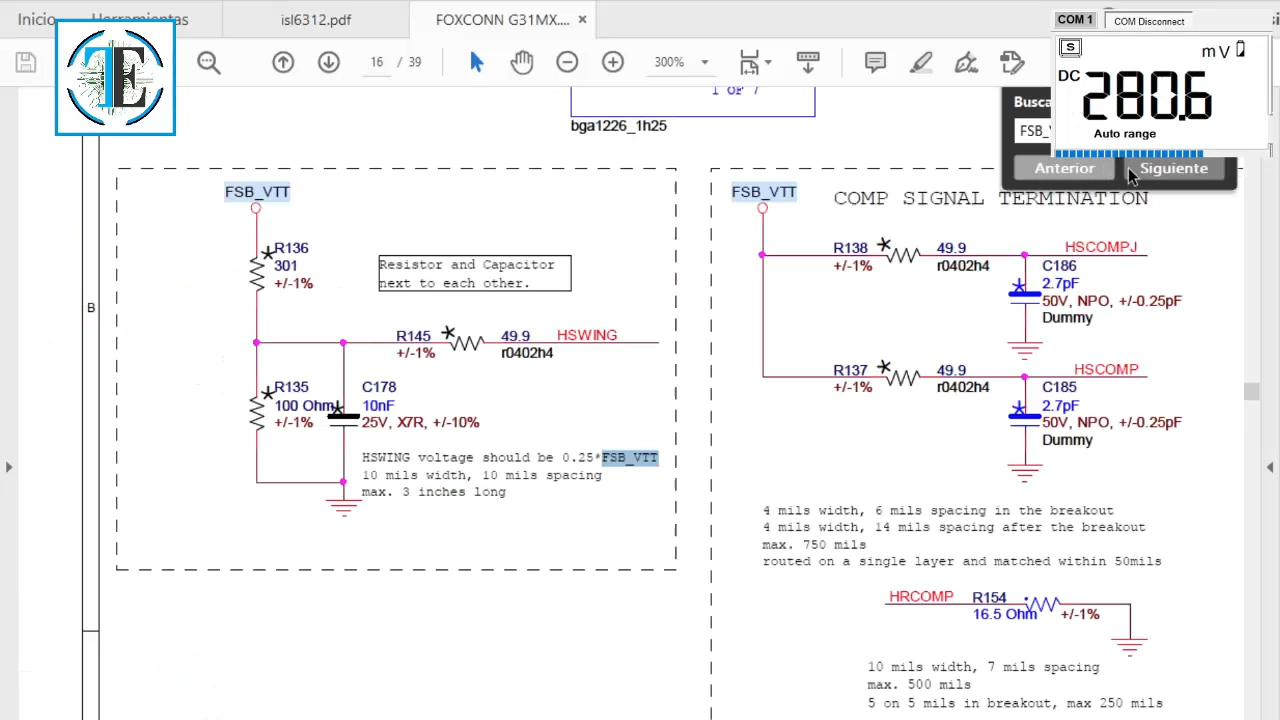 Inicio
Herramientas
isl6312.pdf
FOXCONN G31MX....
×
COM 1
COM Disconnect
16 / 39
300%
S
mV
DC
280.6
Auto range
TE
Busca
FSB_V
Anterior
Siguiente
1 OF 7
bga1226_1h25
B
FSB_VTT
R136
301
+/-1%
Resistor and Capacitor
next to each other.
R145
49.9
HSWING
+/-1%
r0402h4
R135
100 Ohm
+/-1%
C178
10nF
25V, X7R, +/-10%
HSWING voltage should be 0.25*FSB_VTT
10 mils width, 10 mils spacing
max. 3 inches long
FSB_VTT
COMP SIGNAL TERMINATION
R138
49.9
HSCOMPJ
+/-1%
r0402h4
C186
2.7pF
50V, NPO, +/-0.25pF
Dummy
R137
49.9
HSCOMP
+/-1%
r0402h4
C185
2.7pF
50V, NPO, +/-0.25pF
Dummy
4 mils width, 6 mils spacing in the breakout
4 mils width, 14 mils spacing after the breakout
max. 750 mils
routed on a single layer and matched within 50mils
HRCOMP
R154
16.5 Ohm
+/-1%
10 mils width, 7 mils spacing
max. 500 mils
5 on 5 mils in breakout, max 250 mils